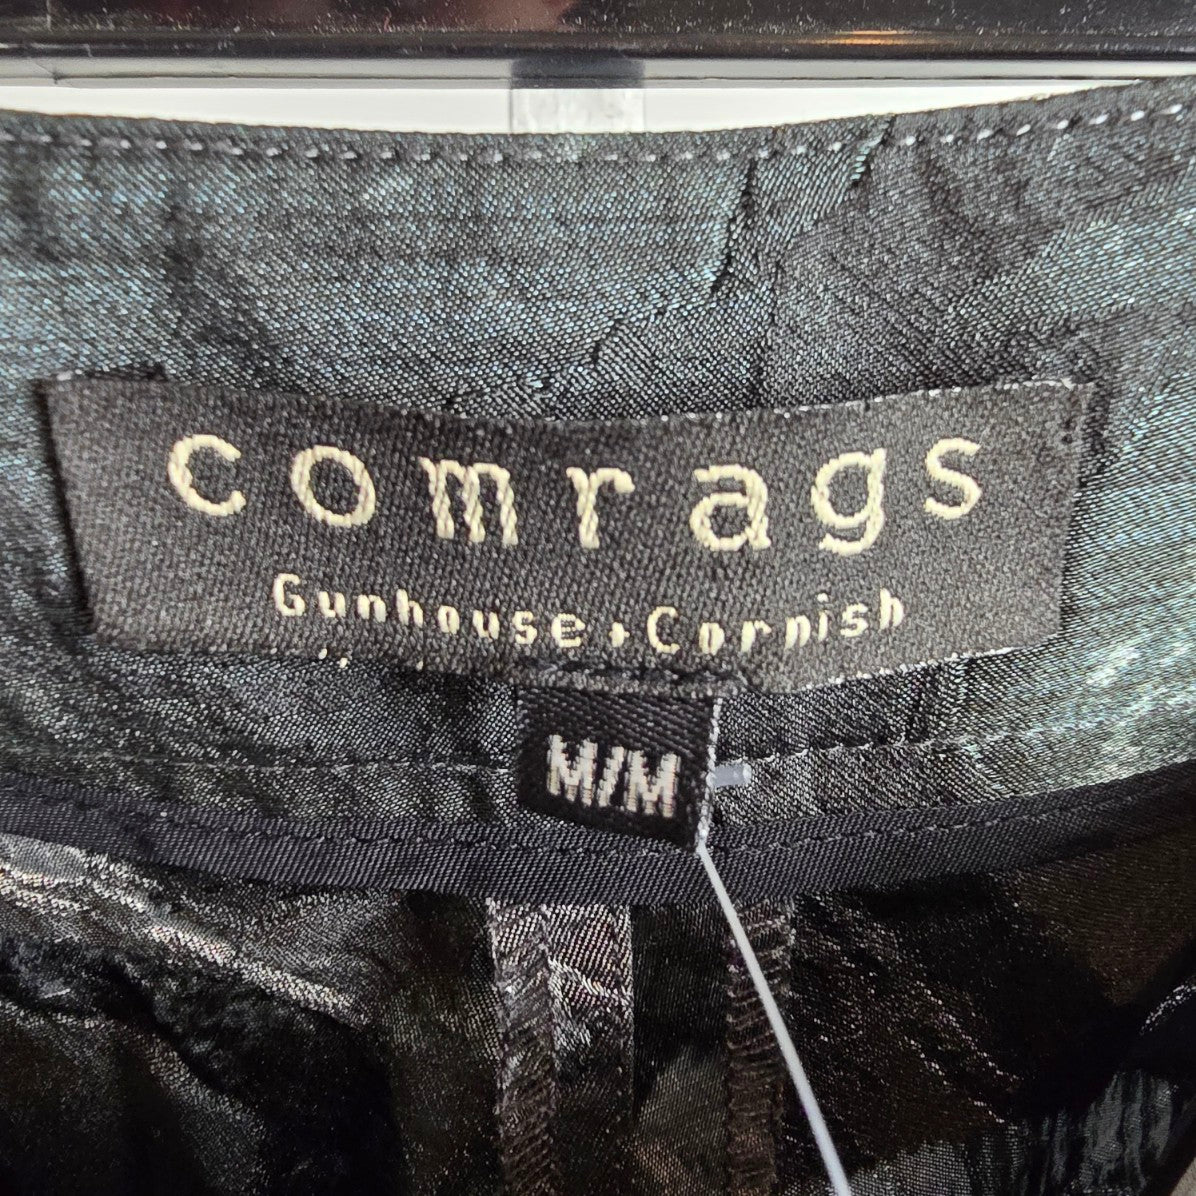 comrags
Gunhouse + Cornish
M/M